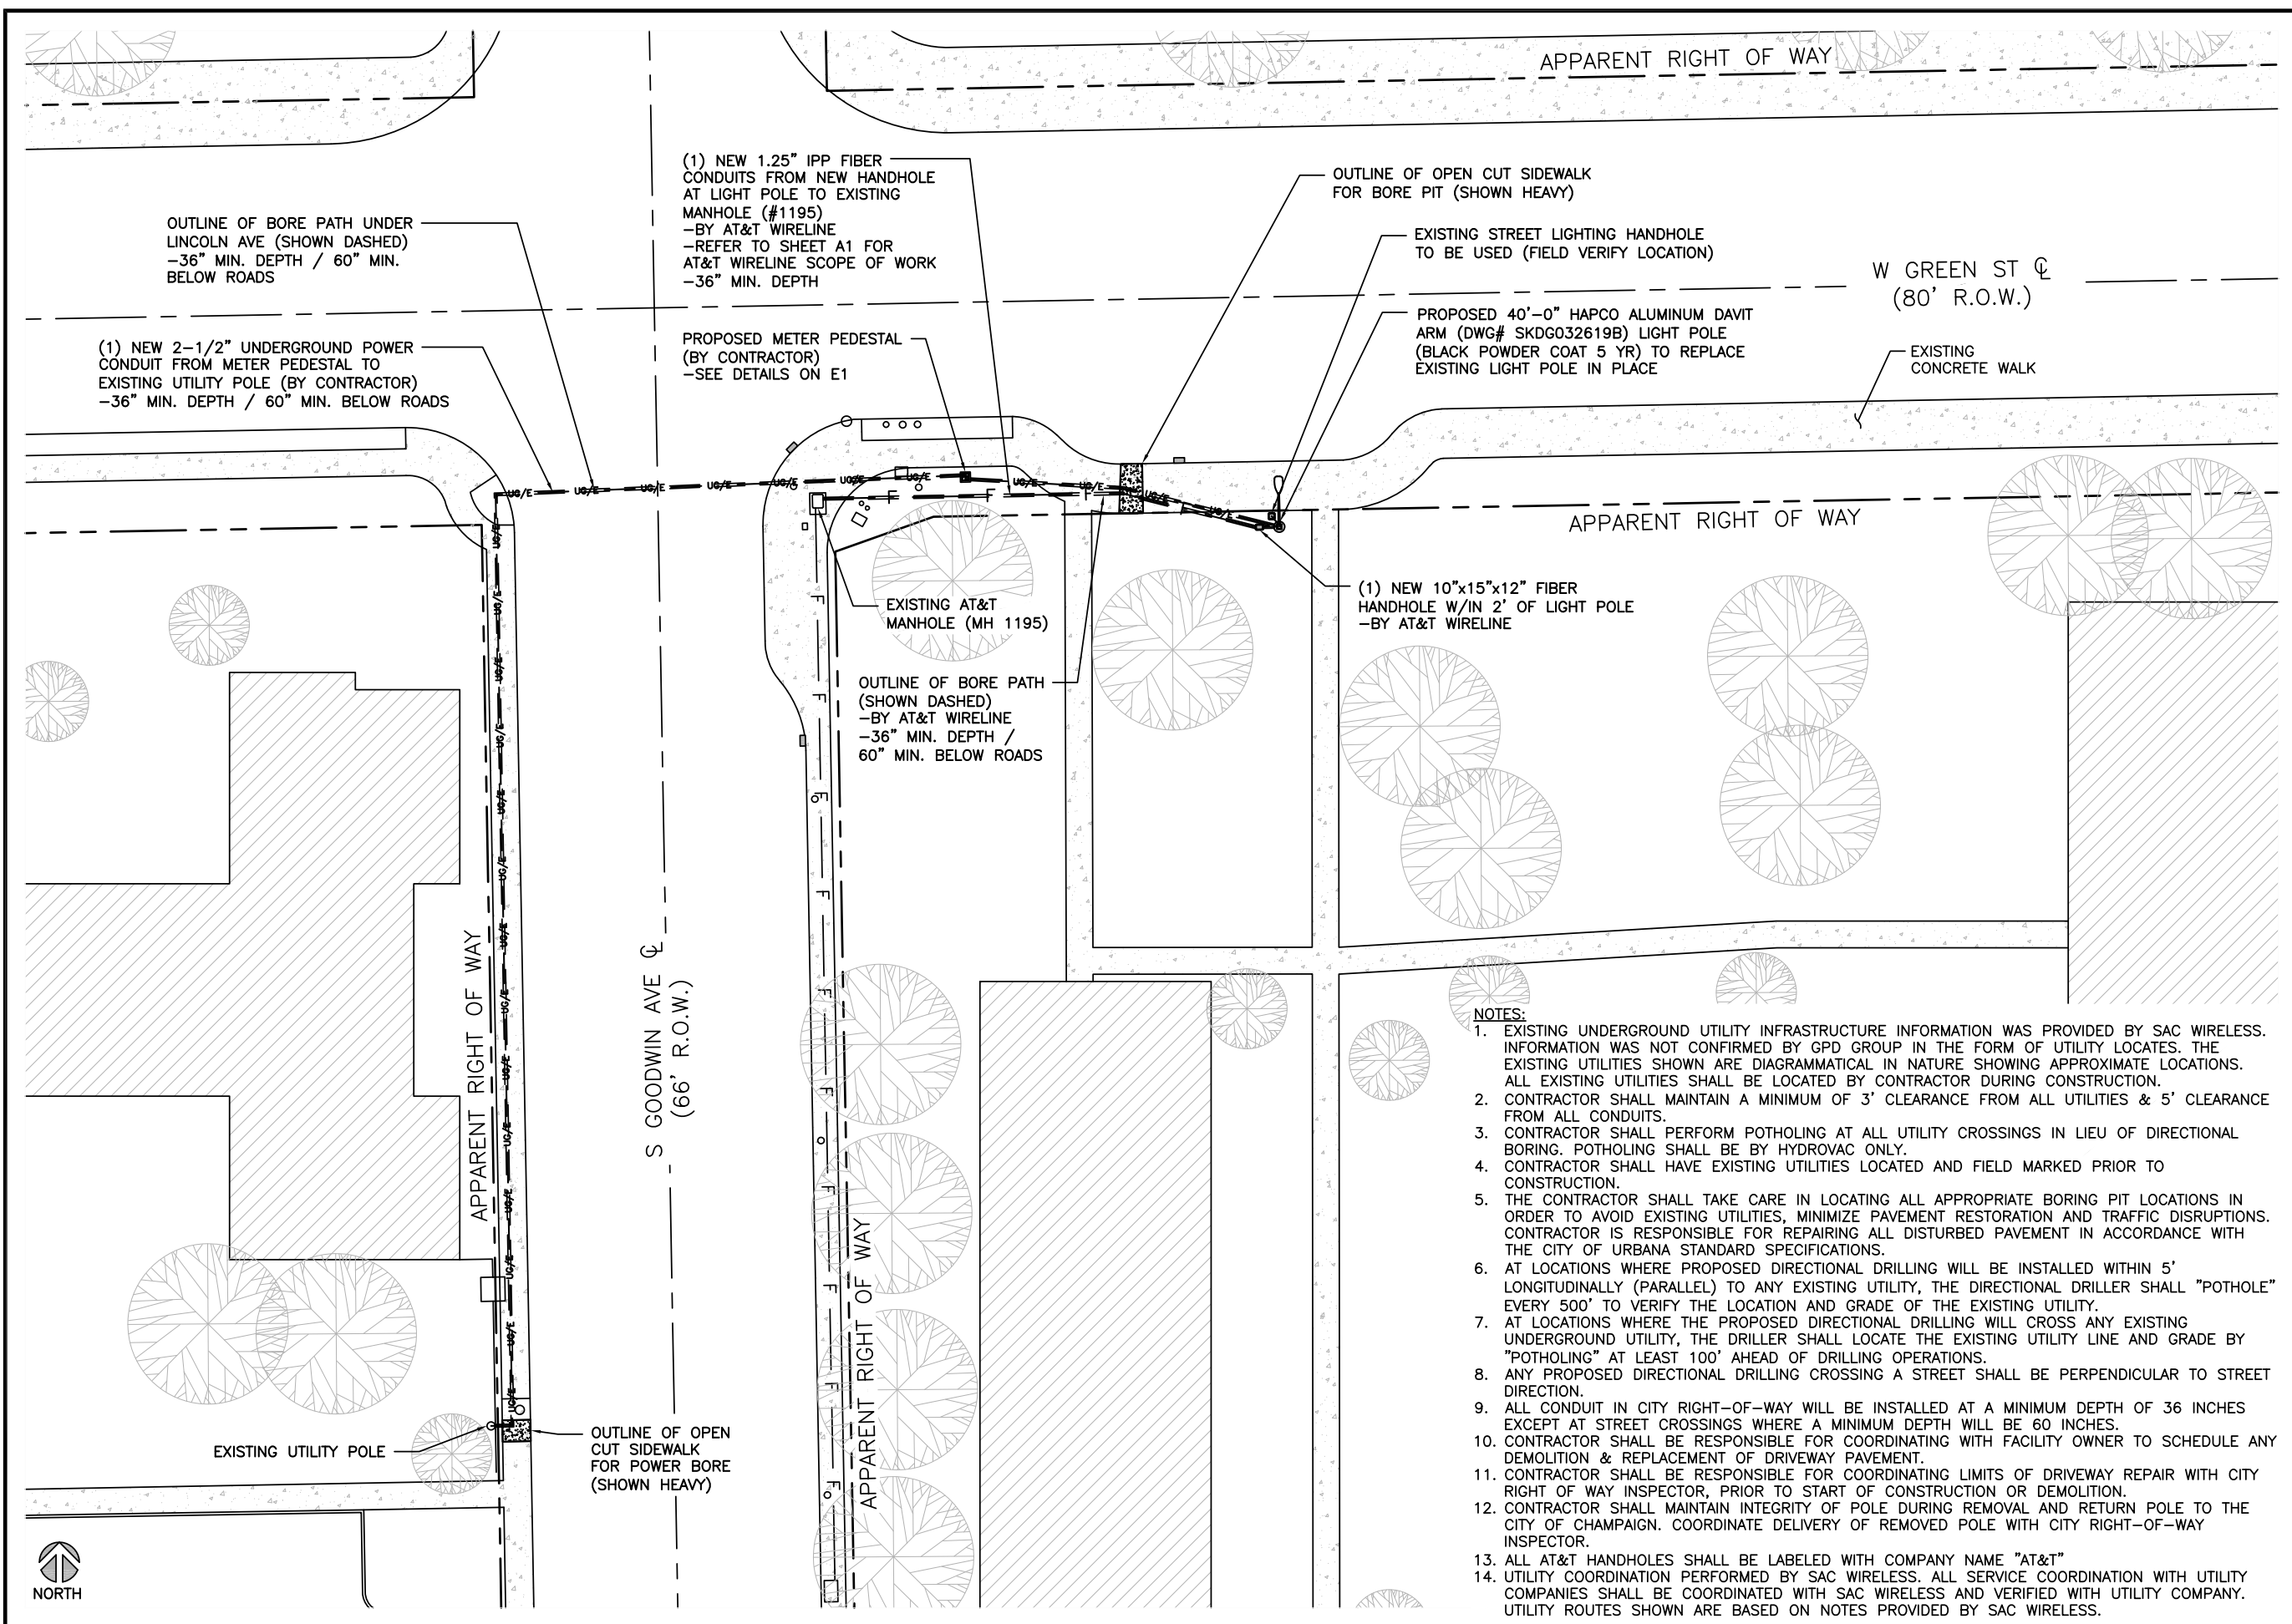 APPARENT RIGHT OF WAY
(1) NEW 1.25" IPP FIBER
CONDUITS FROM NEW HANDHOLE
AT LIGHT POLE TO EXISTING
MANHOLE (#1195)
-BY AT&T WIRELINE
-REFER TO SHEET A1 FOR
AT&T WIRELINE SCOPE OF WORK
-36" MIN. DEPTH
OUTLINE OF OPEN CUT SIDEWALK
FOR BORE PIT (SHOWN HEAVY)
OUTLINE OF BORE PATH UNDER
LINCOLN AVE (SHOWN DASHED)
-36" MIN. DEPTH / 60" MIN.
BELOW ROADS
EXISTING STREET LIGHTING HANDHOLE
TO BE USED (FIELD VERIFY LOCATION)
W GREEN ST ℄
(80' R.O.W.)
PROPOSED 40'-0" HAPCO ALUMINUM DAVIT
ARM (DWG# SKDG032619B) LIGHT POLE
(BLACK POWDER COAT 5 YR) TO REPLACE
EXISTING LIGHT POLE IN PLACE
(1) NEW 2-1/2" UNDERGROUND POWER
CONDUIT FROM METER PEDESTAL TO
EXISTING UTILITY POLE (BY CONTRACTOR)
-36" MIN. DEPTH / 60" MIN. BELOW ROADS
PROPOSED METER PEDESTAL
(BY CONTRACTOR)
-SEE DETAILS ON E1
EXISTING
CONCRETE WALK
UG/E UG/E UG/E UG/E UG/E UG/E UG/E UG/E UG/E UG/E UG/E
F F F F
APPARENT RIGHT OF WAY
(1) NEW 10"x15"x12" FIBER
HANDHOLE W/IN 2' OF LIGHT POLE
-BY AT&T WIRELINE
EXISTING AT&T
MANHOLE (MH 1195)
OUTLINE OF BORE PATH
(SHOWN DASHED)
-BY AT&T WIRELINE
-36" MIN. DEPTH /
60" MIN. BELOW ROADS
UG/E UG/E UG/E UG/E UG/E UG/E UG/E UG/E UG/E UG/E UG/E UG/E UG/E UG/E
F F F F F F F F F F
APPARENT RIGHT OF WAY
S GOODWIN AVE ℄
(66' R.O.W.)
APPARENT RIGHT OF WAY
EXISTING UTILITY POLE
OUTLINE OF OPEN
CUT SIDEWALK
FOR POWER BORE
(SHOWN HEAVY)
NORTH
NOTES:
1. EXISTING UNDERGROUND UTILITY INFRASTRUCTURE INFORMATION WAS PROVIDED BY SAC WIRELESS.
INFORMATION WAS NOT CONFIRMED BY GPD GROUP IN THE FORM OF UTILITY LOCATES. THE
EXISTING UTILITIES SHOWN ARE DIAGRAMMATICAL IN NATURE SHOWING APPROXIMATE LOCATIONS.
ALL EXISTING UTILITIES SHALL BE LOCATED BY CONTRACTOR DURING CONSTRUCTION.
2. CONTRACTOR SHALL MAINTAIN A MINIMUM OF 3' CLEARANCE FROM ALL UTILITIES & 5' CLEARANCE
FROM ALL CONDUITS.
3. CONTRACTOR SHALL PERFORM POTHOLING AT ALL UTILITY CROSSINGS IN LIEU OF DIRECTIONAL
BORING. POTHOLING SHALL BE BY HYDROVAC ONLY.
4. CONTRACTOR SHALL HAVE EXISTING UTILITIES LOCATED AND FIELD MARKED PRIOR TO
CONSTRUCTION.
5. THE CONTRACTOR SHALL TAKE CARE IN LOCATING ALL APPROPRIATE BORING PIT LOCATIONS IN
ORDER TO AVOID EXISTING UTILITIES, MINIMIZE PAVEMENT RESTORATION AND TRAFFIC DISRUPTIONS.
CONTRACTOR IS RESPONSIBLE FOR REPAIRING ALL DISTURBED PAVEMENT IN ACCORDANCE WITH
THE CITY OF URBANA STANDARD SPECIFICATIONS.
6. AT LOCATIONS WHERE PROPOSED DIRECTIONAL DRILLING WILL BE INSTALLED WITHIN 5'
LONGITUDINALLY (PARALLEL) TO ANY EXISTING UTILITY, THE DIRECTIONAL DRILLER SHALL "POTHOLE"
EVERY 500' TO VERIFY THE LOCATION AND GRADE OF THE EXISTING UTILITY.
7. AT LOCATIONS WHERE THE PROPOSED DIRECTIONAL DRILLING WILL CROSS ANY EXISTING
UNDERGROUND UTILITY, THE DRILLER SHALL LOCATE THE EXISTING UTILITY LINE AND GRADE BY
"POTHOLING" AT LEAST 100' AHEAD OF DRILLING OPERATIONS.
8. ANY PROPOSED DIRECTIONAL DRILLING CROSSING A STREET SHALL BE PERPENDICULAR TO STREET
DIRECTION.
9. ALL CONDUIT IN CITY RIGHT-OF-WAY WILL BE INSTALLED AT A MINIMUM DEPTH OF 36 INCHES
EXCEPT AT STREET CROSSINGS WHERE A MINIMUM DEPTH WILL BE 60 INCHES.
10. CONTRACTOR SHALL BE RESPONSIBLE FOR COORDINATING WITH FACILITY OWNER TO SCHEDULE ANY
DEMOLITION & REPLACEMENT OF DRIVEWAY PAVEMENT.
11. CONTRACTOR SHALL BE RESPONSIBLE FOR COORDINATING LIMITS OF DRIVEWAY REPAIR WITH CITY
RIGHT OF WAY INSPECTOR, PRIOR TO START OF CONSTRUCTION OR DEMOLITION.
12. CONTRACTOR SHALL MAINTAIN INTEGRITY OF POLE DURING REMOVAL AND RETURN POLE TO THE
CITY OF CHAMPAIGN. COORDINATE DELIVERY OF REMOVED POLE WITH CITY RIGHT-OF-WAY
INSPECTOR.
13. ALL AT&T HANDHOLES SHALL BE LABELED WITH COMPANY NAME "AT&T"
14. UTILITY COORDINATION PERFORMED BY SAC WIRELESS. ALL SERVICE COORDINATION WITH UTILITY
COMPANIES SHALL BE COORDINATED WITH SAC WIRELESS AND VERIFIED WITH UTILITY COMPANY.
UTILITY ROUTES SHOWN ARE BASED ON NOTES PROVIDED BY SAC WIRELESS.